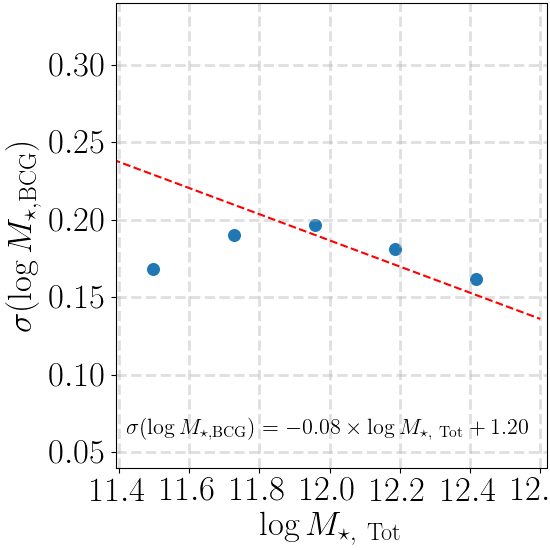 0.30
0.25
0.20
0.15
0.10
0.05
σ(log M⋆,BCG)
σ(log M⋆,BCG) = −0.08 × log M⋆, Tot + 1.20
11.4 11.6 11.8 12.0 12.2 12.4 12.
log M⋆, Tot